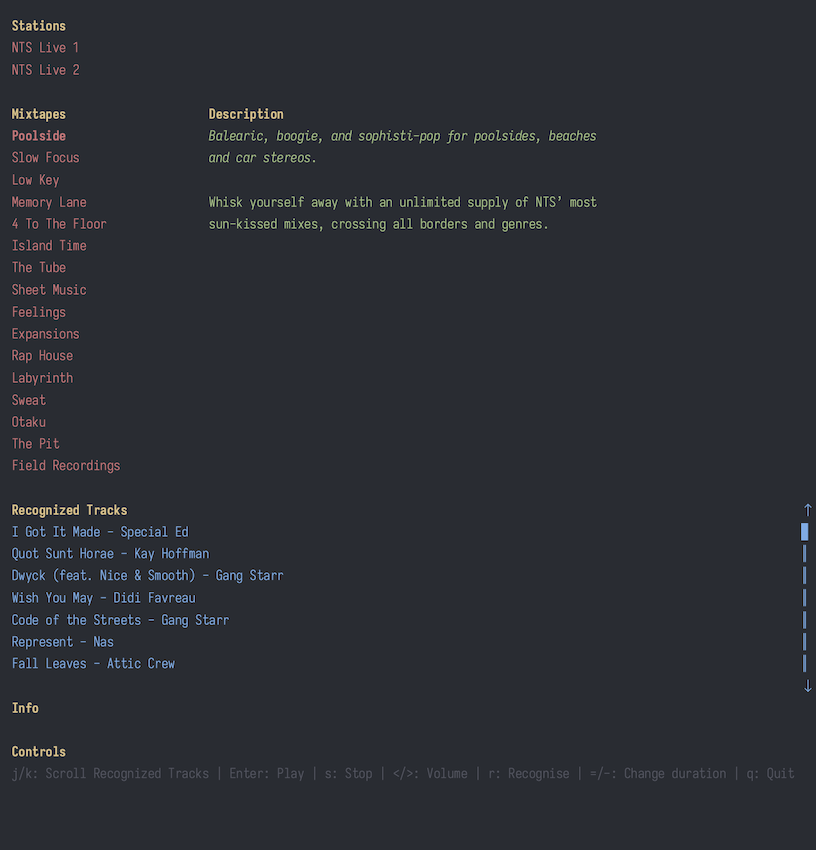 Stations
NTS Live 1
NTS Live 2
Mixtapes
Poolside
Slow Focus
Low Key
Memory Lane
4 To The Floor
Island Time
The Tube
Sheet Music
Feelings
Expansions
Rap House
Labyrinth
Sweat
Otaku
The Pit
Field Recordings
Description
Balearic, boogie, and sophisti-pop for poolsides, beaches
and car stereos.
Whisk yourself away with an unlimited supply of NTS’ most
sun-kissed mixes, crossing all borders and genres.
Recognized Tracks
I Got It Made - Special Ed
Quot Sunt Horae - Kay Hoffman
Dwyck (feat. Nice & Smooth) - Gang Starr
Wish You May - Didi Favreau
Code of the Streets - Gang Starr
Represent - Nas
Fall Leaves - Attic Crew
Info
Controls
j/k: Scroll Recognized Tracks | Enter: Play | s: Stop | </>: Volume | r: Recognise | =/-: Change duration | q: Quit